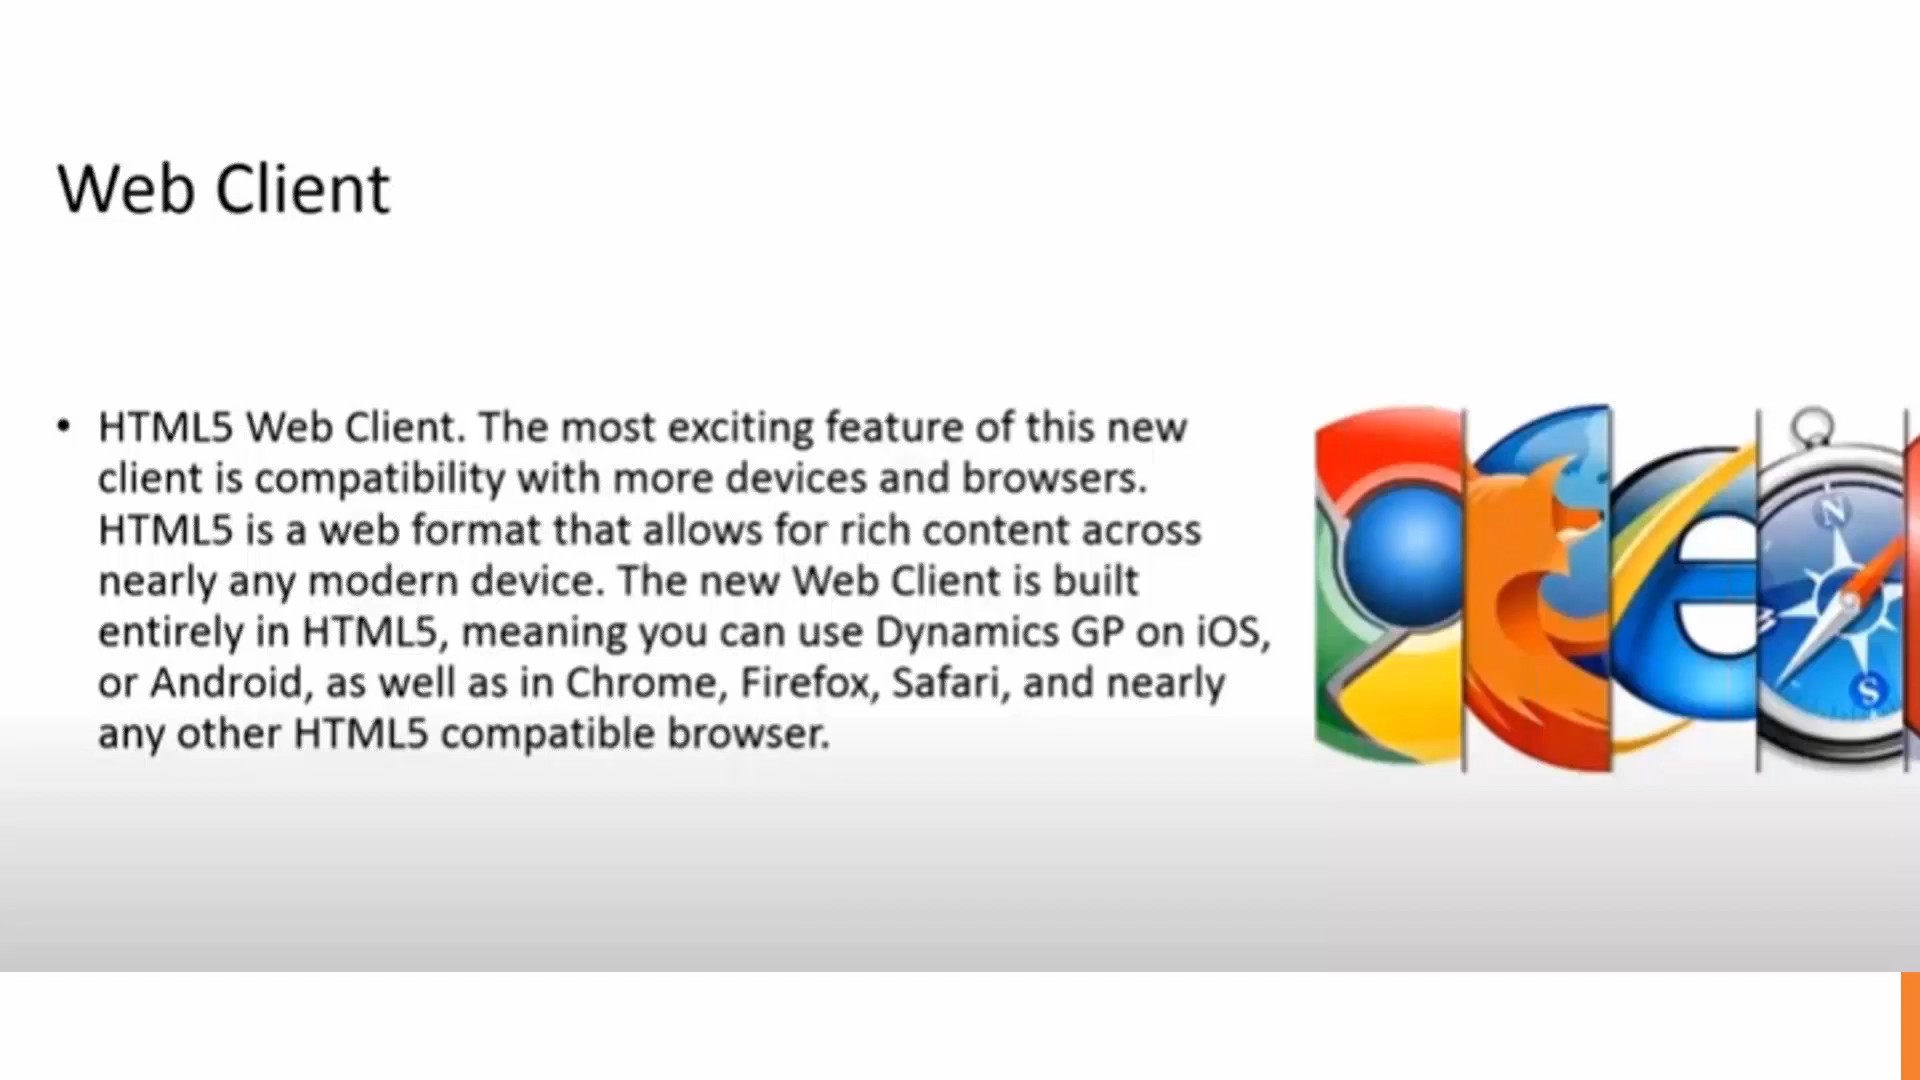 Web Client
• HTML5 Web Client. The most exciting feature of this new
client is compatibility with more devices and browsers.
HTML5 is a web format that allows for rich content across
nearly any modern device. The new Web Client is built
entirely in HTML5, meaning you can use Dynamics GP on iOS,
or Android, as well as in Chrome, Firefox, Safari, and nearly
any other HTML5 compatible browser.
N
S